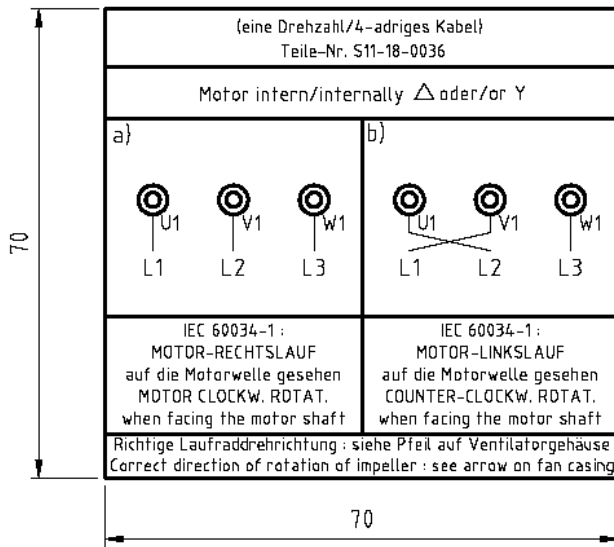 (eine Drehzahl/4-adriges Kabel)
Teile-Nr. S11-18-0036
Motor intern/internally △ oder/or Y
a)
U1 V1 W1
L1 L2 L3
b)
U1 V1 W1
L1 L2 L3
IEC 60034-1 :
MOTOR-RECHTSLAUF
auf die Motorwelle gesehen
MOTOR CLOCKW. ROTAT.
when facing the motor shaft
IEC 60034-1 :
MOTOR-LINKSLAUF
auf die Motorwelle gesehen
COUNTER-CLOCKW. ROTAT.
when facing the motor shaft
Richtige Laufraddrehrichtung : siehe Pfeil auf Ventilatorgehäuse
Correct direction of rotation of impeller : see arrow on fan casing
70
70